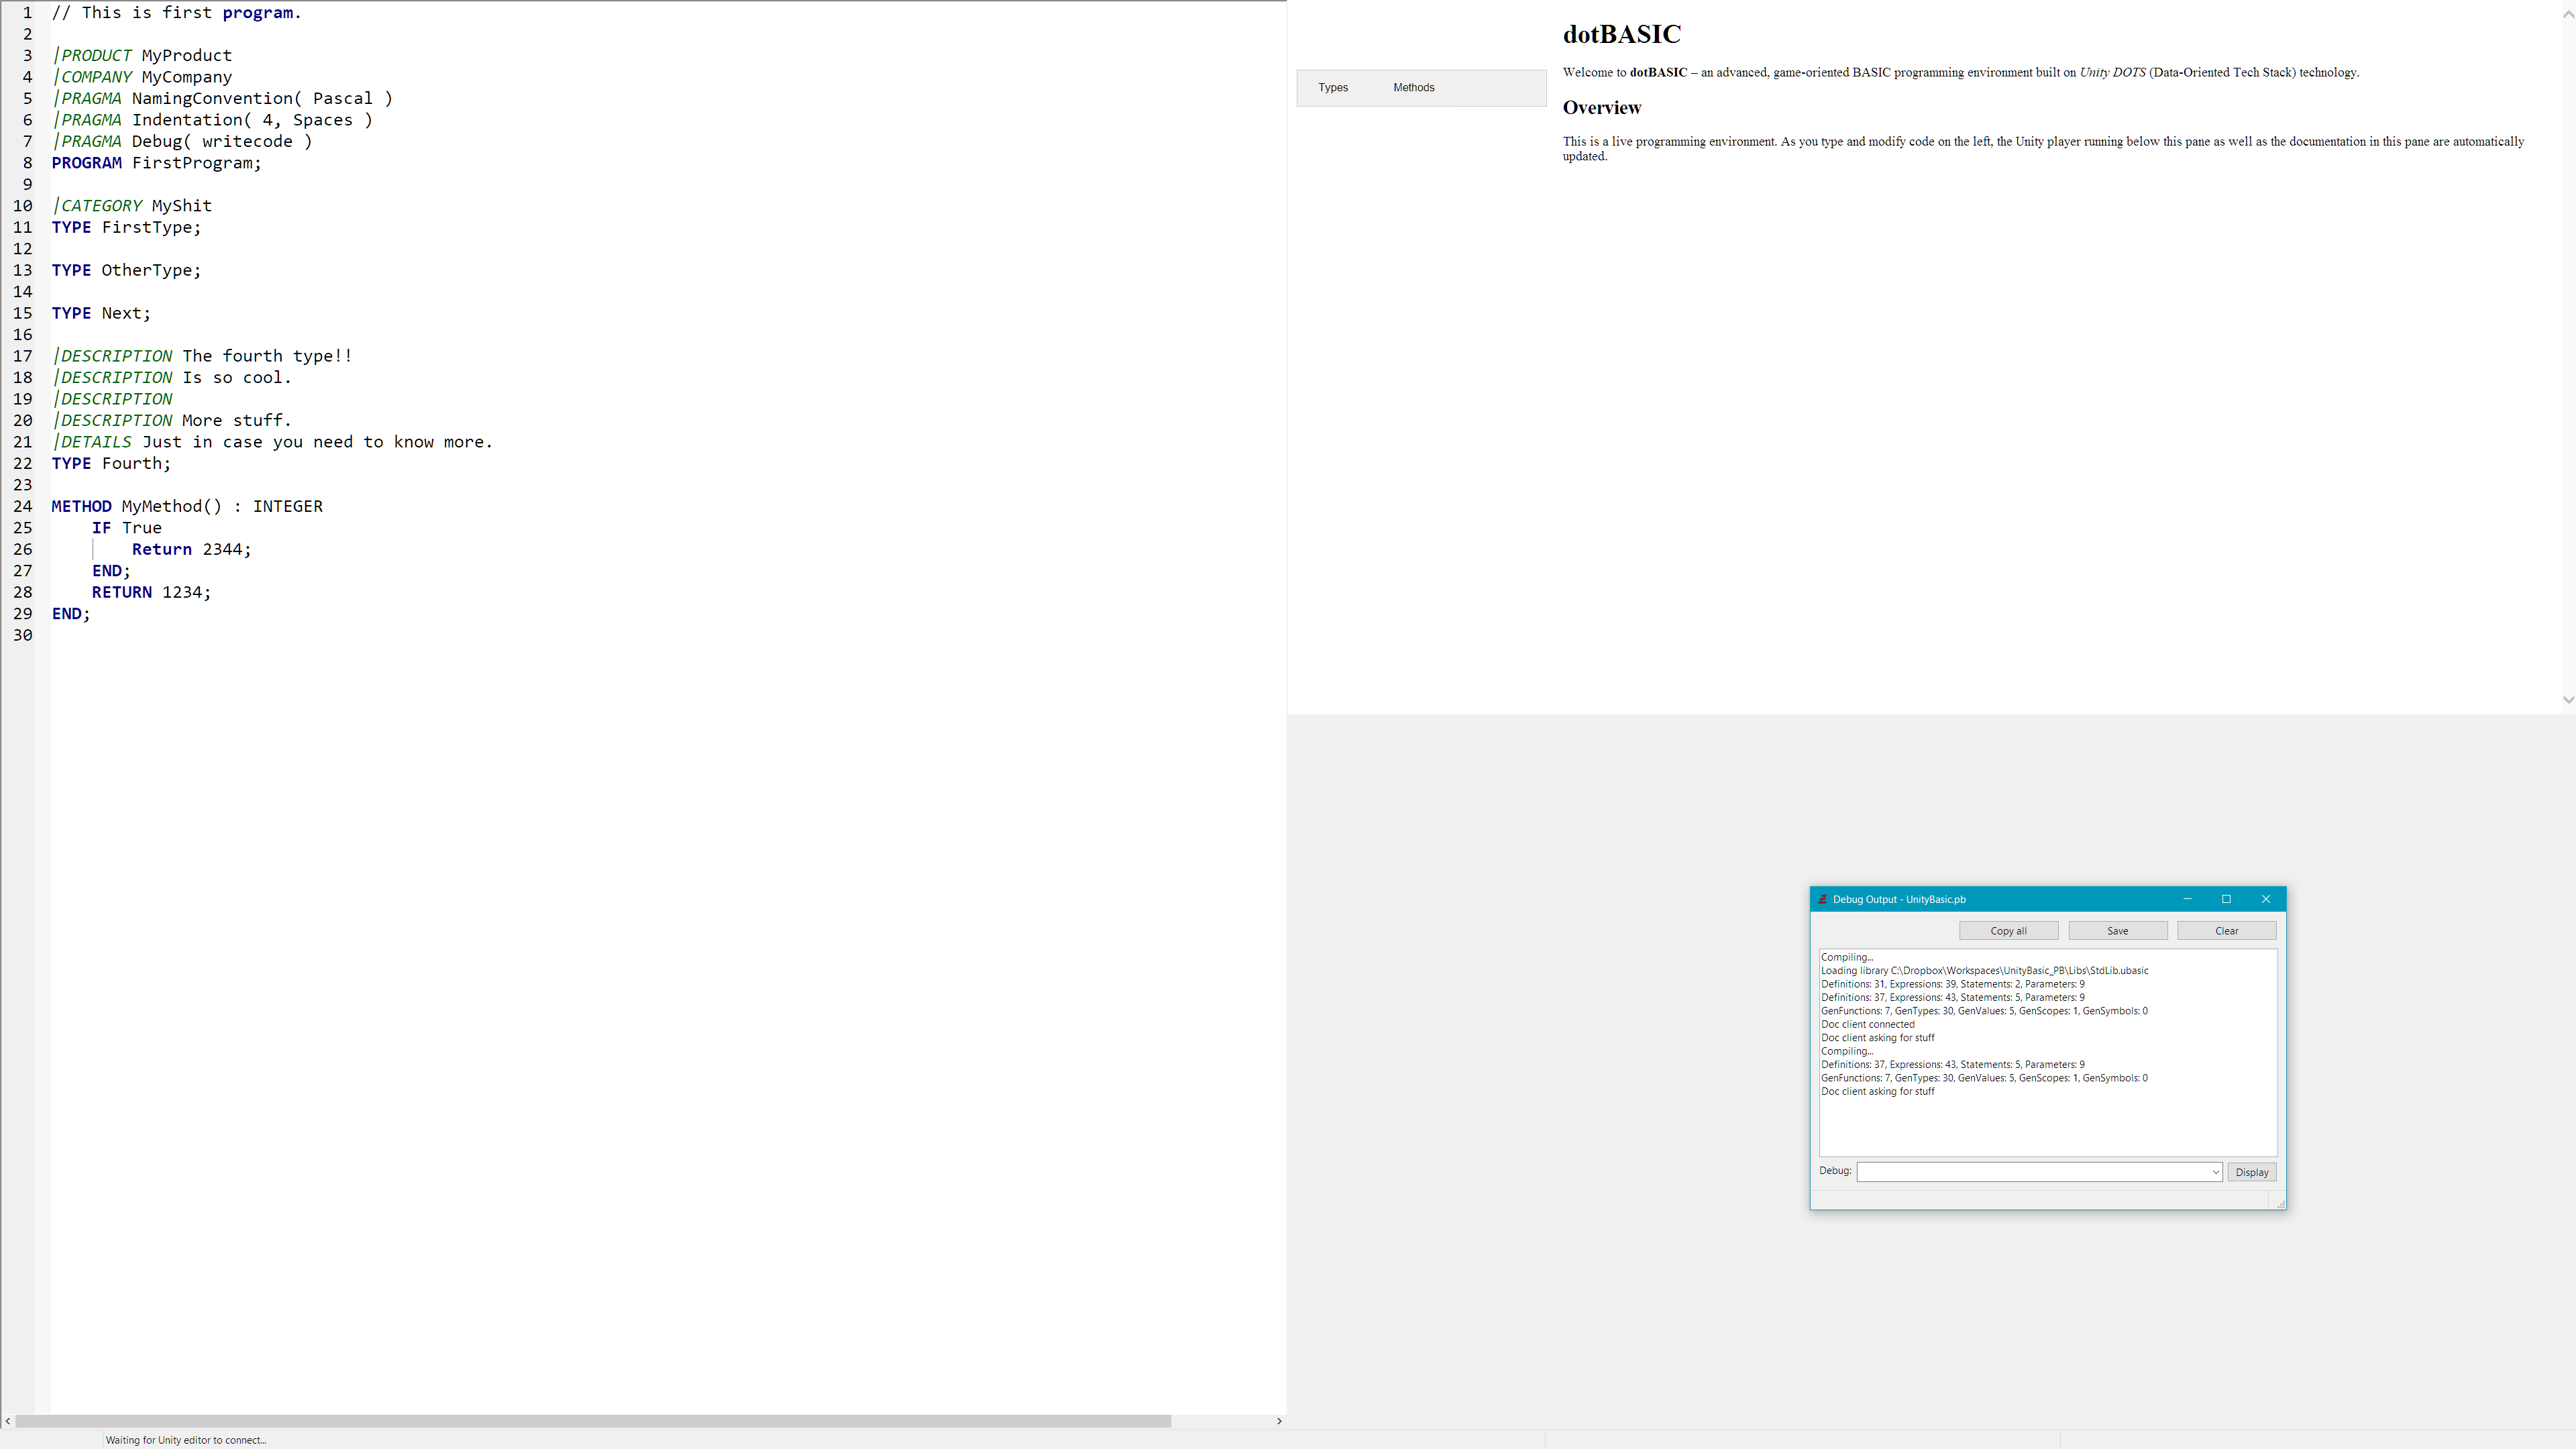 1 // This is first program.
2
3 |PRODUCT MyProduct
4 |COMPANY MyCompany
5 |PRAGMA NamingConvention( Pascal )
6 |PRAGMA Indentation( 4, Spaces )
7 |PRAGMA Debug( writecode )
8 PROGRAM FirstProgram;
9
10 |CATEGORY MyShit
11 TYPE FirstType;
12
13 TYPE OtherType;
14
15 TYPE Next;
16
17 |DESCRIPTION The fourth type!!
18 |DESCRIPTION Is so cool.
19 |DESCRIPTION
20 |DESCRIPTION More stuff.
21 |DETAILS Just in case you need to know more.
22 TYPE Fourth;
23
24 METHOD MyMethod() : INTEGER
25     IF True
26         Return 2344;
27     END;
28     RETURN 1234;
29 END;
30
Types Methods
dotBASIC
Welcome to dotBASIC – an advanced, game-oriented BASIC programming environment built on Unity DOTS (Data-Oriented Tech Stack) technology.
Overview
This is a live programming environment. As you type and modify code on the left, the Unity player running below this pane as well as the documentation in this pane are automatically
updated.
Debug Output - UnityBasic.pb
Copy all Save Clear
Compiling...
Loading library C:\Dropbox\Workspaces\UnityBasic_PB\Libs\StdLib.ubasic
Definitions: 31, Expressions: 39, Statements: 2, Parameters: 9
Definitions: 37, Expressions: 43, Statements: 5, Parameters: 9
GenFunctions: 7, GenTypes: 30, GenValues: 5, GenScopes: 1, GenSymbols: 0
Doc client connected
Doc client asking for stuff
Compiling...
Definitions: 37, Expressions: 43, Statements: 5, Parameters: 9
GenFunctions: 7, GenTypes: 30, GenValues: 5, GenScopes: 1, GenSymbols: 0
Doc client asking for stuff
Debug: Display
Waiting for Unity editor to connect...